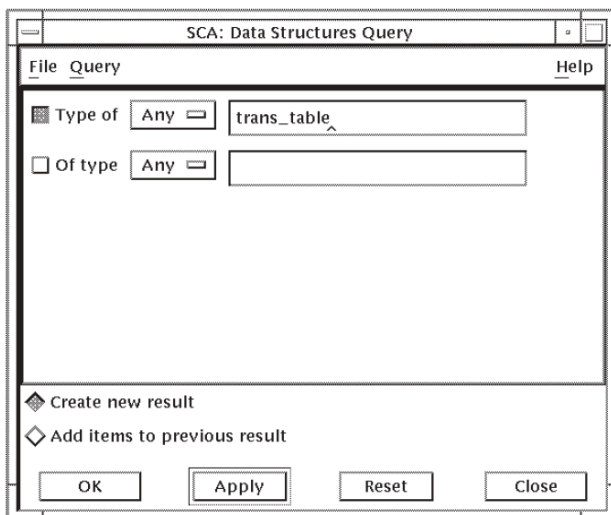 SCA: Data Structures Query
File Query Help
Type of Any trans_table
Of type Any
Create new result
Add items to previous result
OK Apply Reset Close